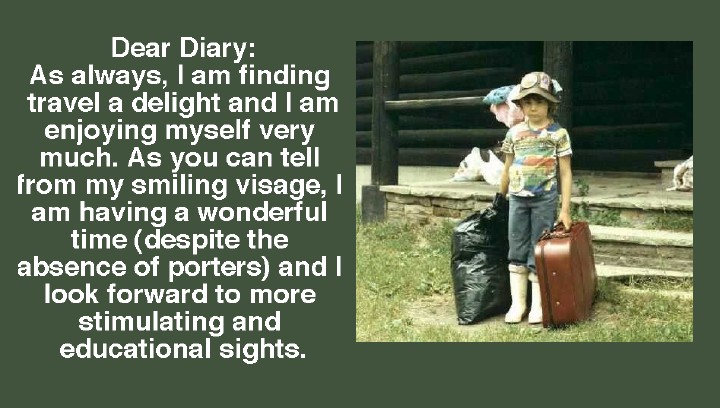 Dear Diary:
As always, I am finding
travel a delight and I am
enjoying myself very
much. As you can tell
from my smiling visage, I
am having a wonderful
time (despite the
absence of porters) and I
look forward to more
stimulating and
educational sights.